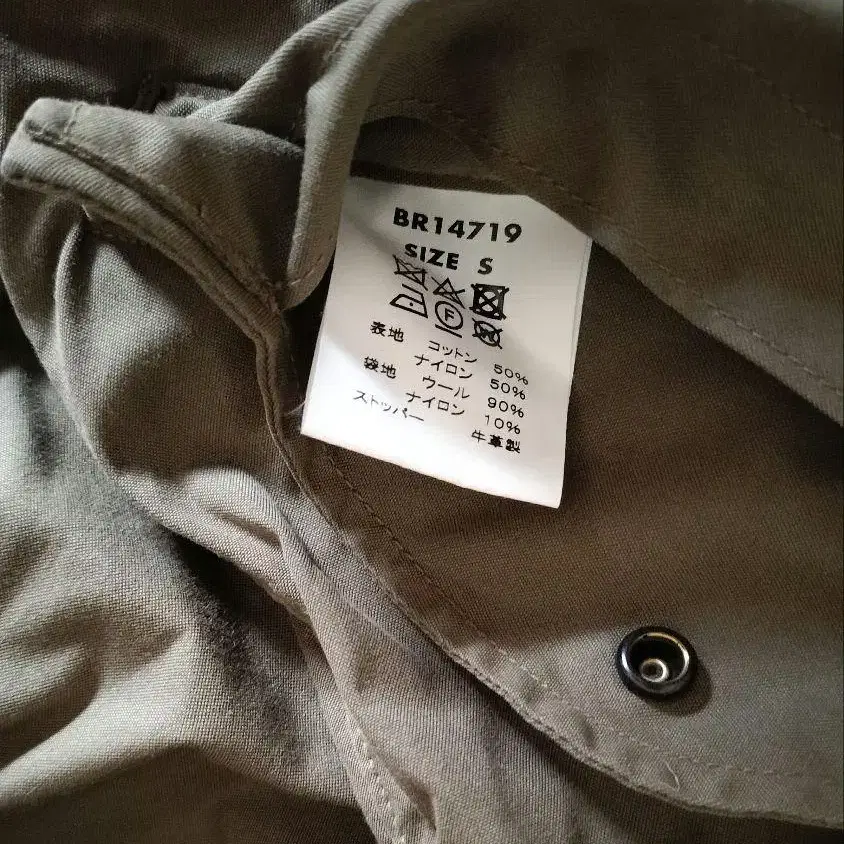 BR14719
SIZE S
F
表地 コットン 50%
ナイロン 50%
袋地 ウール 90%
ナイロン 10%
ストッパー 牛革製